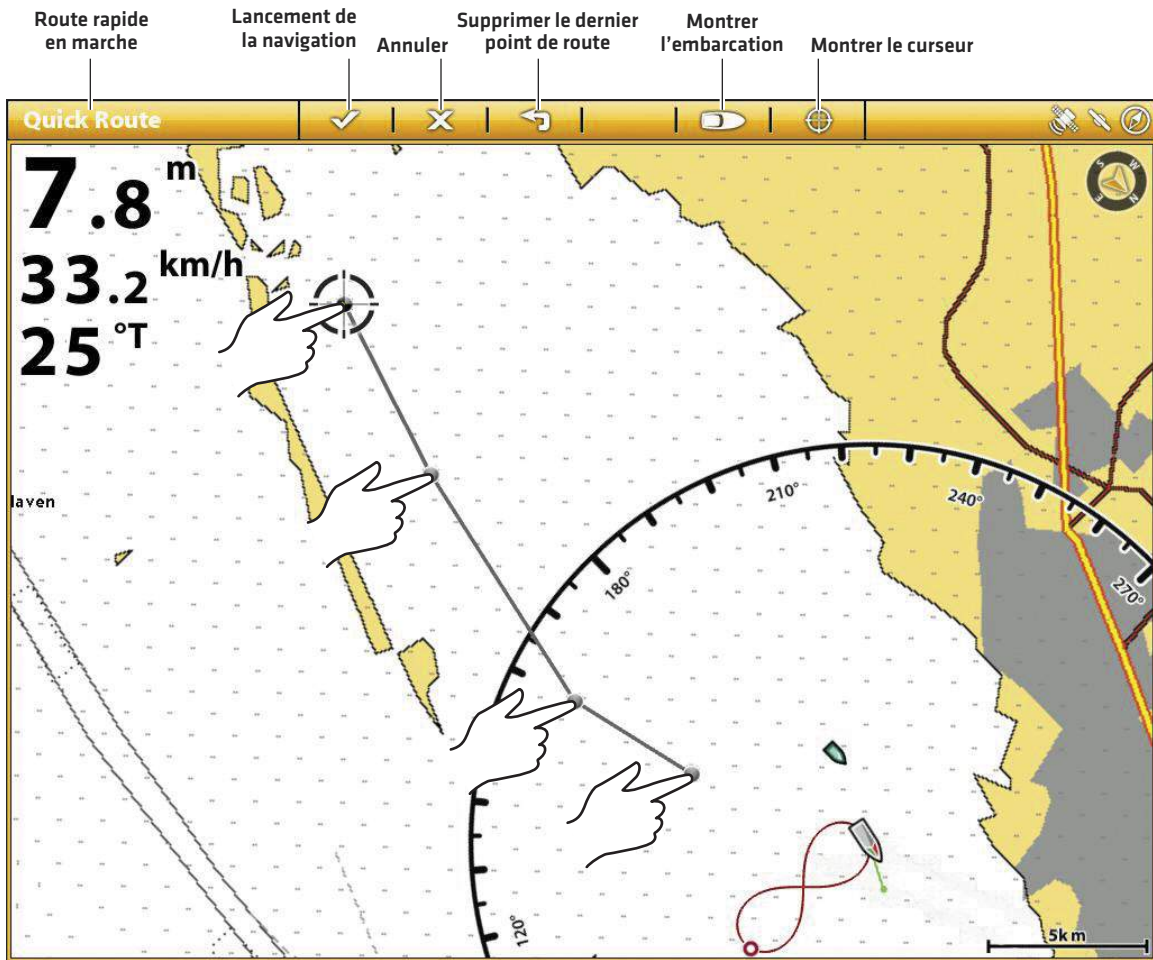 Route rapide
en marche
Lancement de
la navigation
Annuler
Supprimer le dernier
point de route
Montrer
l'embarcation
Montrer le curseur
Quick Route
7.8 m
33.2 km/h
25 °T
S
W
N
E
laven
210°
240°
180°
270°
120°
5km